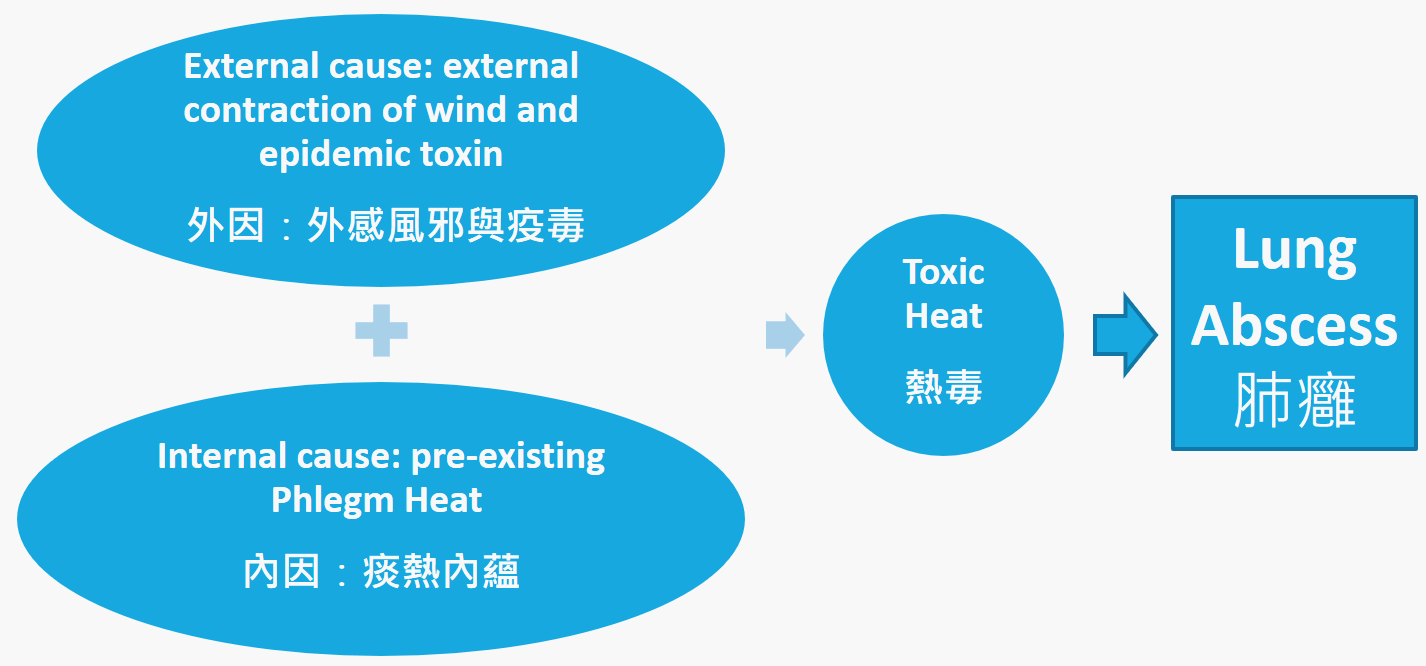 External cause: external
contraction of wind and
epidemic toxin
外因：外感風邪與疫毒
Internal cause: pre-existing
Phlegm Heat
內因：痰熱內蘊
Toxic
Heat
熱毒
Lung
Abscess
肺癰